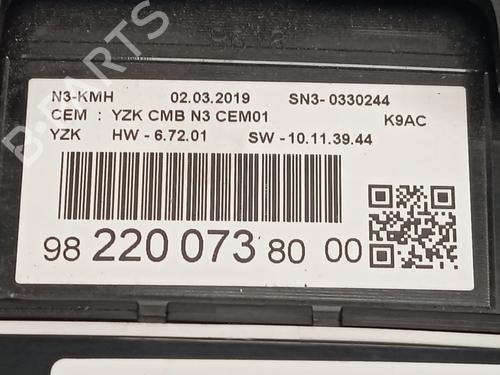 N3-KMH 02.03.2019 SN3- 0330244
CEM : YZK CMB N3 CEM01 K9AC
YZK HW - 6.72.01 SW - 10.11.39.44
98 220 073 80 00
B-PARTS